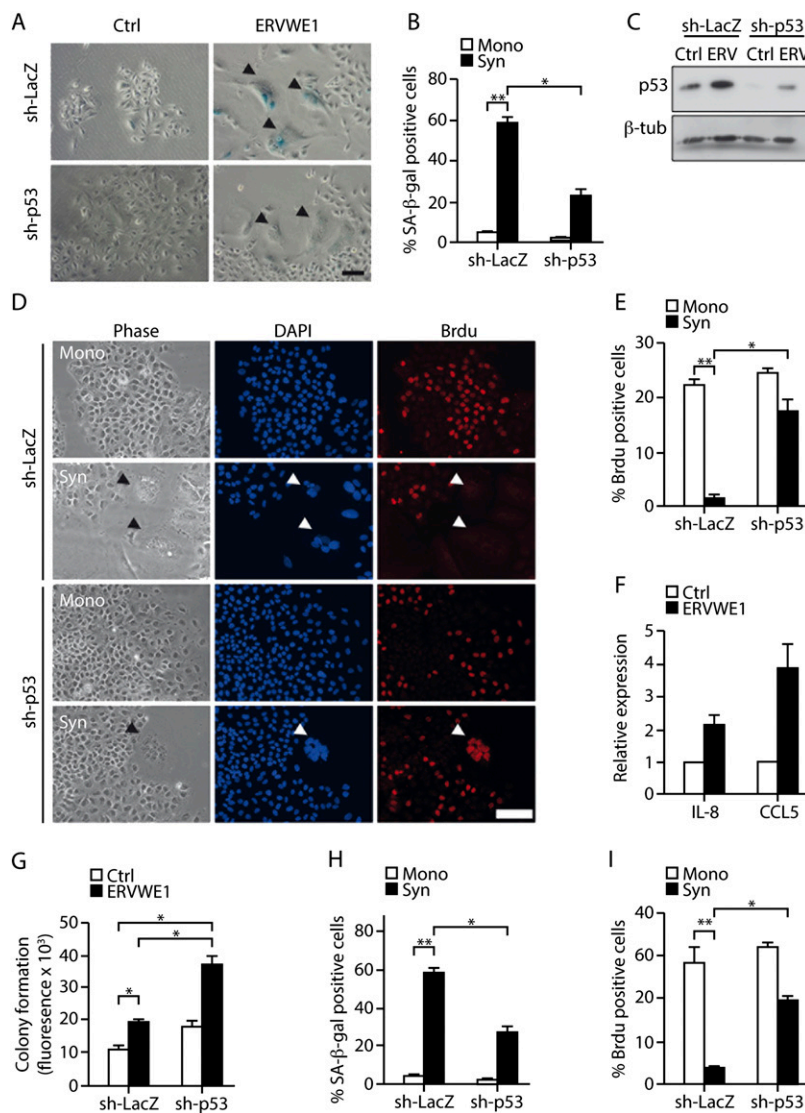 A
Ctrl
ERVWE1
sh-LacZ
sh-p53
B
Mono
Syn
% SA-β-gal positive cells
80
60
40
20
0
**
*
sh-LacZ sh-p53
C
sh-LacZ sh-p53
Ctrl ERV Ctrl ERV
p53
β-tub
D
Phase DAPI Brdu
sh-LacZ
Mono
Syn
sh-p53
Mono
Syn
E
Mono
Syn
% Brdu positive cells
30
20
10
0
**
*
sh-LacZ sh-p53
F
Ctrl
ERVWE1
Relative expression
5
4
2
1
0
IL-8 CCL5
G
Ctrl
ERVWE1
Colony formation
(fluoresence x 10³)
50
40
30
20
10
*
*
*
sh-LacZ sh-p53
H
Mono
Syn
% SA-β-gal positive cells
80
60
40
20
0
**
*
sh-LacZ sh-p53
I
Mono
Syn
% Brdu positive cells
20
60
40
20
0
**
*
sh-LacZ sh-p53